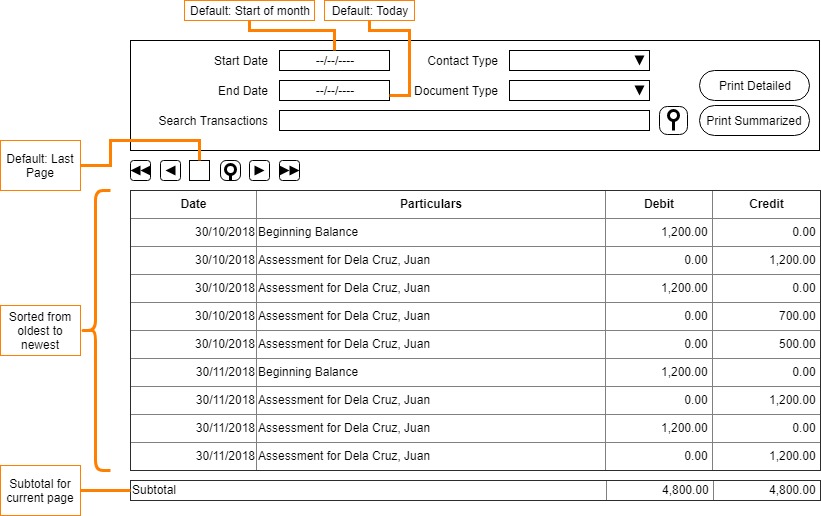 Default: Start of month
Default: Today
Start Date
--/--/----
Contact Type
End Date
--/--/----
Document Type
Print Detailed
Search Transactions
Print Summarized
Default: Last
Page
Date Particulars Debit Credit
30/10/2018 Beginning Balance 1,200.00 0.00
30/10/2018 Assessment for Dela Cruz, Juan 0.00 1,200.00
30/10/2018 Assessment for Dela Cruz, Juan 1,200.00 0.00
30/10/2018 Assessment for Dela Cruz, Juan 0.00 700.00
30/10/2018 Assessment for Dela Cruz, Juan 0.00 500.00
30/11/2018 Beginning Balance 1,200.00 0.00
30/11/2018 Assessment for Dela Cruz, Juan 0.00 1,200.00
30/11/2018 Assessment for Dela Cruz, Juan 1,200.00 0.00
30/11/2018 Assessment for Dela Cruz, Juan 0.00 1,200.00
Sorted from
oldest to
newest
Subtotal for
current page
Subtotal 4,800.00 4,800.00